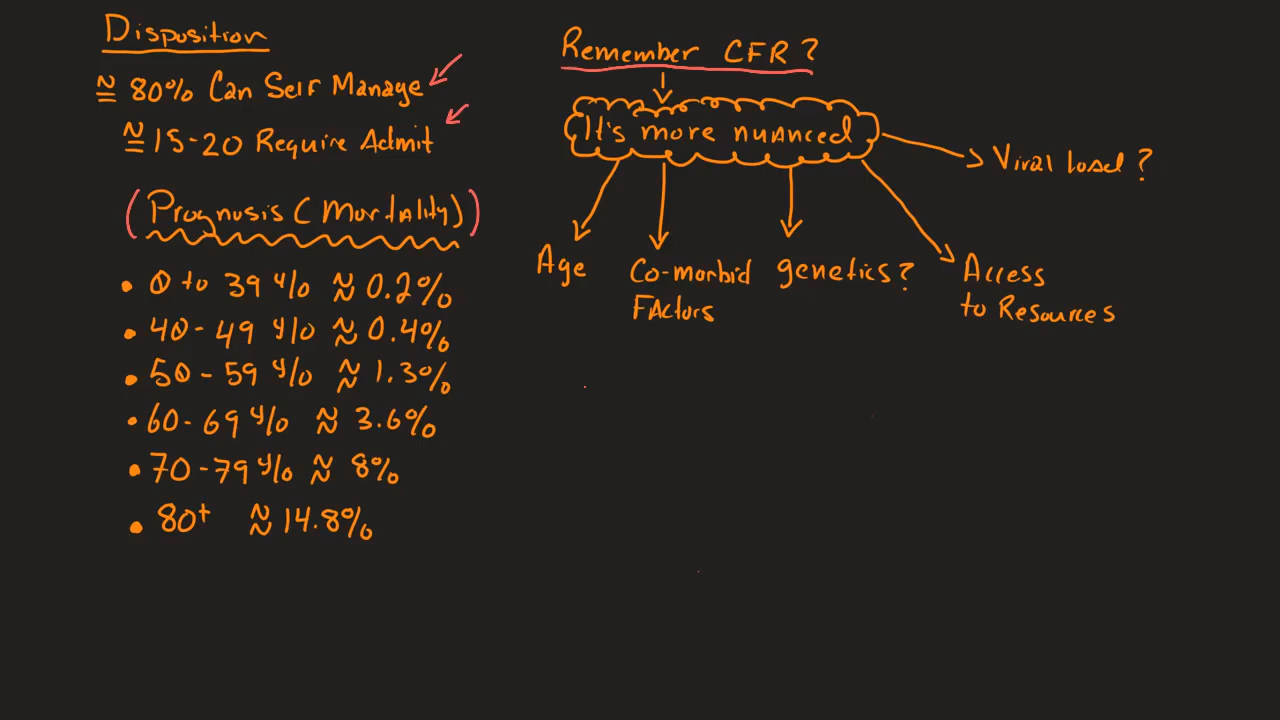 Disposition
≅ 80% Can Self Manage
≅ 15-20 Require Admit
(Prognosis (Mortality))
• 0 to 39 y/o ≈ 0.2%
• 40-49 y/o ≈ 0.4%
• 50-59 y/o ≈ 1.3%
• 60-69 y/o ≈ 3.6%
• 70-79 y/o ≈ 8%
• 80+ ≈ 14.8%
Remember CFR?
It's more nuanced
Viral load?
Age
Co-morbid
FActors
genetics?
Access
to Resources